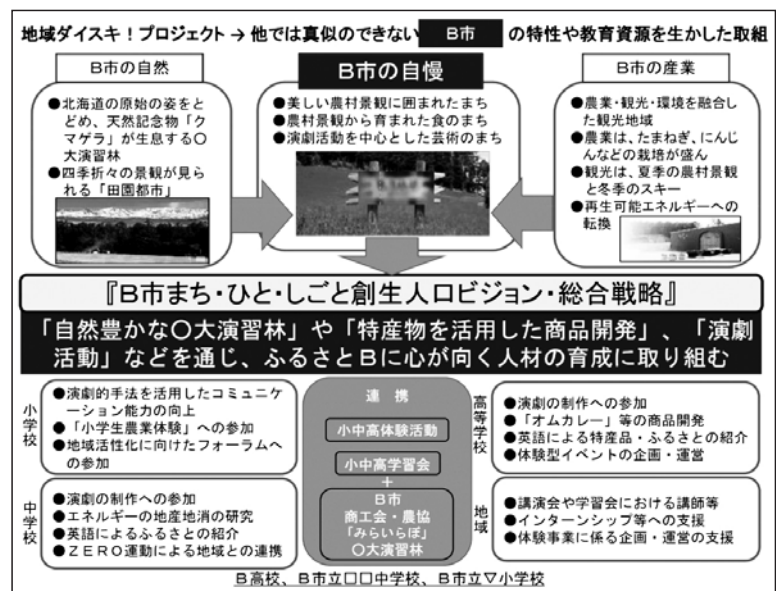 地域ダイスキ！プロジェクト → 他では真似のできない B市 の特性や教育資源を生かした取組
B市の自然
●北海道の原始の姿をと
どめ、天然記念物「ク
マゲラ」が生息する〇
大演習林
●四季折々の景観が見ら
れる「田園都市」
B市の自慢
●美しい農村景観に囲まれたまち
●農村景観から育まれた食のまち
●演劇活動を中心とした芸術のまち
B市の産業
●農業・観光・環境を融合し
た観光地域
●農業は、たまねぎ、にんじ
んなどの栽培が盛ん
●観光は、夏季の農村景観
と冬季のスキー
●再生可能エネルギーへの
転換
『B市まち・ひと・しごと創生人口ビジョン・総合戦略』
「自然豊かな〇大演習林」や「特産物を活用した商品開発」、「演劇
活動」などを通じ、ふるさとBに心が向く人材の育成に取り組む
小学校
●演劇的手法を活用したコミュニケ
ーション能力の向上
●「小学生農業体験」への参加
●地域活性化に向けたフォーラムへ
の参加
中学校
●演劇の制作への参加
●エネルギーの地産地消の研究
●英語によるふるさとの紹介
●ZERO運動による地域との連携
連 携
小中高体験活動
小中高学習会
＋
B市
商工会・農協
「みらいらぼ」
〇大演習林
高等学校
●演劇の制作への参加
●「オムカレー」等の商品開発
●英語による特産品・ふるさとの紹介
●体験型イベントの企画・運営
地域
●講演会や学習会における講師等
●インターンシップ等への支援
●体験事業に係る企画・運営の支援
B高校、B市立□□中学校、B市立▽小学校